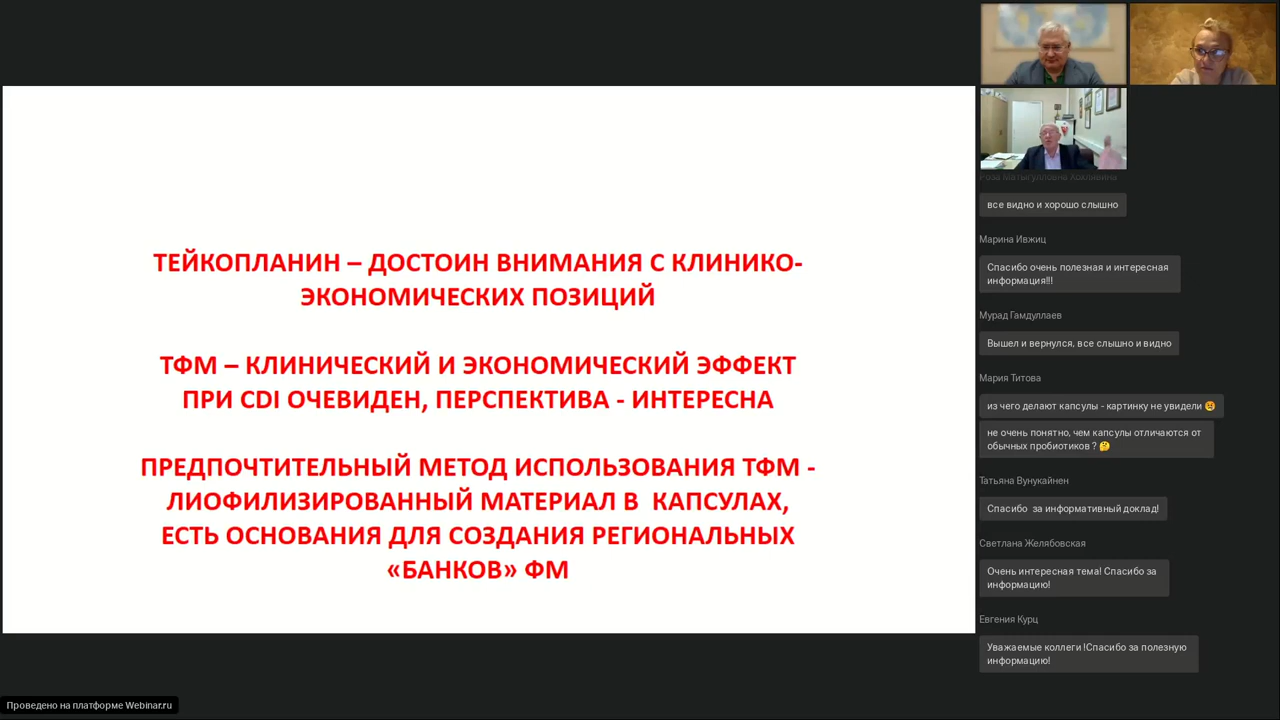 ТЕЙКОПЛАНИН – ДОСТОИН ВНИМАНИЯ С КЛИНИКО-
ЭКОНОМИЧЕСКИХ ПОЗИЦИЙ
ТФМ – КЛИНИЧЕСКИЙ И ЭКОНОМИЧЕСКИЙ ЭФФЕКТ
ПРИ CDI ОЧЕВИДЕН, ПЕРСПЕКТИВА - ИНТЕРЕСНА
ПРЕДПОЧТИТЕЛЬНЫЙ МЕТОД ИСПОЛЬЗОВАНИЯ ТФМ -
ЛИОФИЛИЗИРОВАННЫЙ МАТЕРИАЛ В КАПСУЛАХ,
ЕСТЬ ОСНОВАНИЯ ДЛЯ СОЗДАНИЯ РЕГИОНАЛЬНЫХ
«БАНКОВ» ФМ
все видно и хорошо слышно
Марина Ивжиц
Спасибо очень полезная и интересная
информация!!!
Мурад Гамдуллаев
Вышел и вернулся, все слышно и видно
Мария Титова
из чего делают капсулы - картинку не увидели
не очень понятно, чем капсулы отличаются от
обычных пробиотиков ?
Татьяна Вунукайнен
Спасибо за информативный доклад!
Светлана Желябовская
Очень интересная тема! Спасибо за
информацию!
Евгения Курц
Уважаемые коллеги !Спасибо за полезную
информацию!
Проведено на платформе Webinar.ru